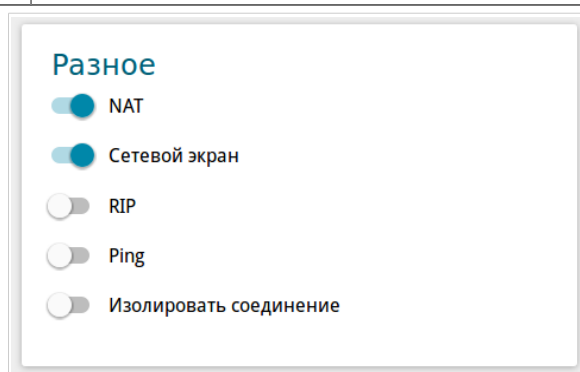 Разное
NAT
Сетевой экран
RIP
Ping
Изолировать соединение